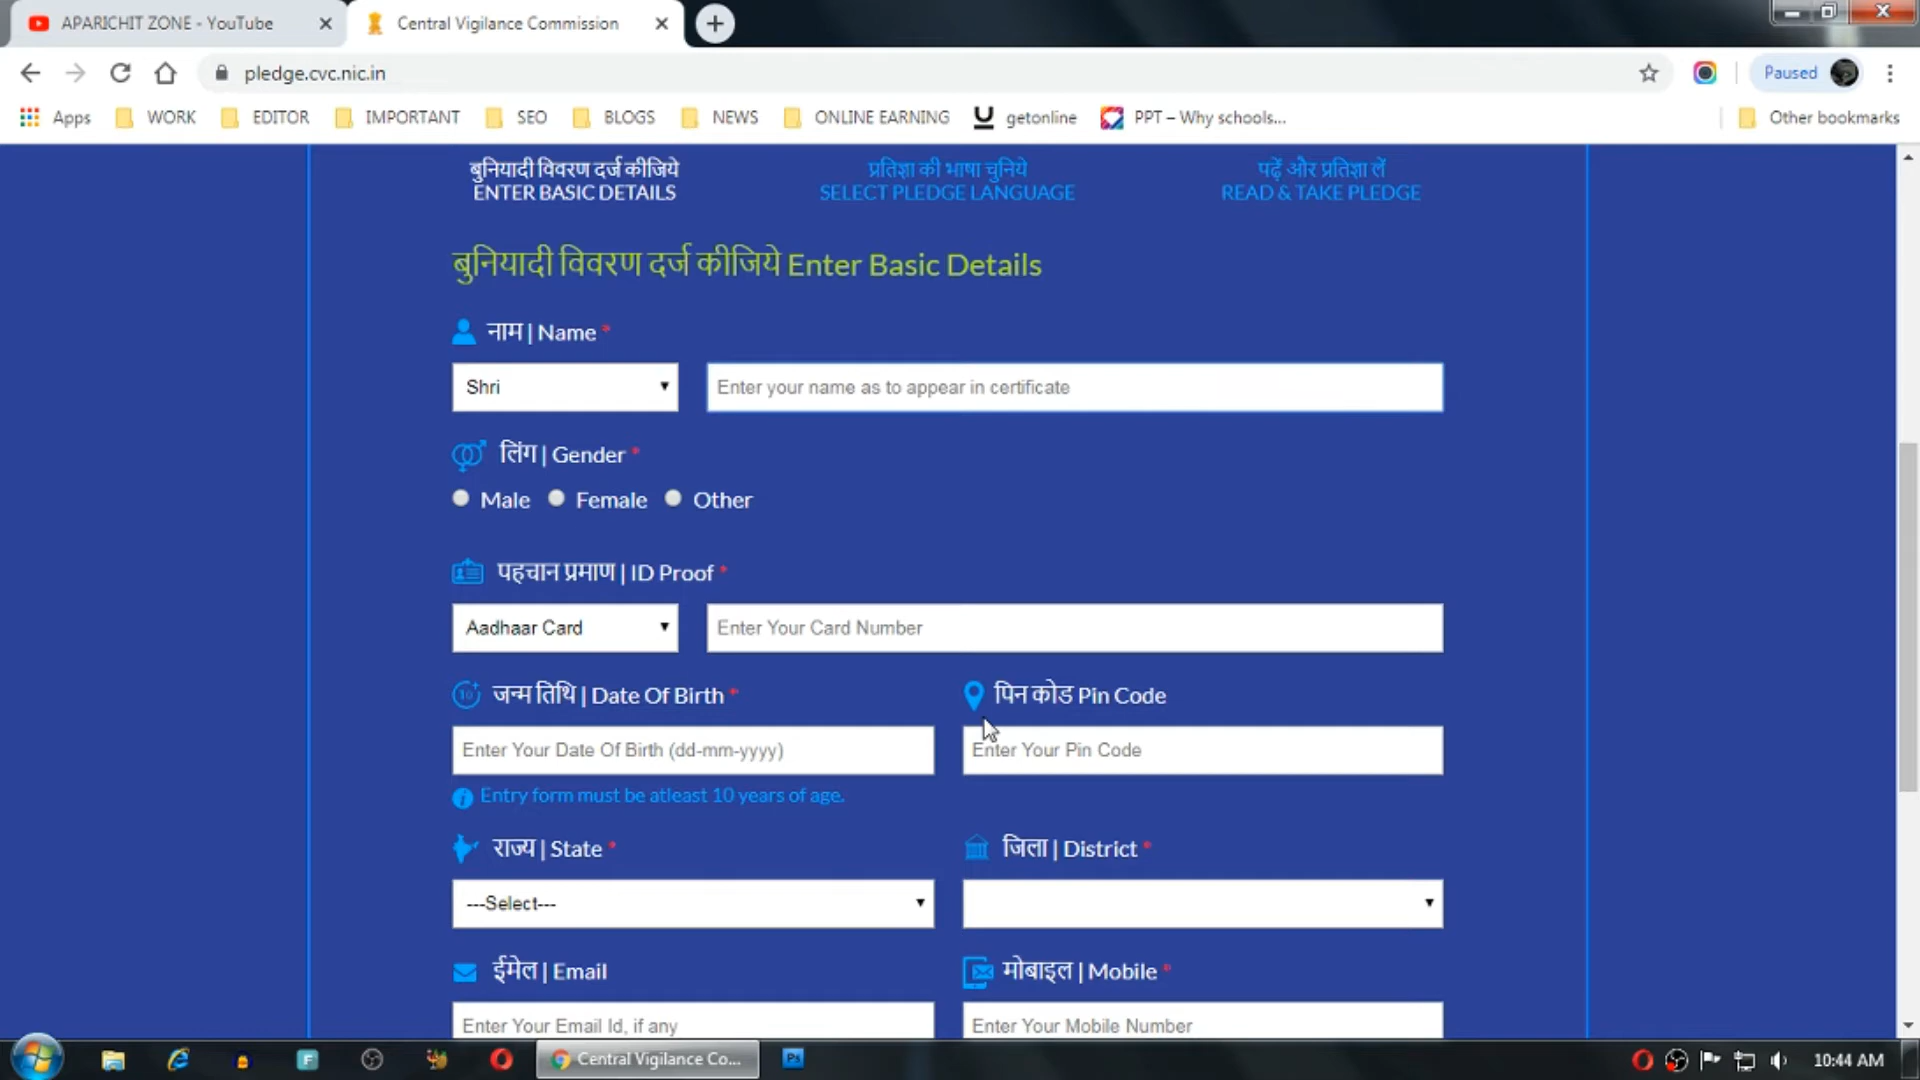 APARICHIT ZONE - YouTube
Central Vigilance Commission
pledge.cvc.nic.in
Paused
Apps
WORK
EDITOR
IMPORTANT
SEO
BLOGS
NEWS
ONLINE EARNING
getonline
PPT – Why schools...
Other bookmarks
बुनियादी विवरण दर्ज कीजिये
ENTER BASIC DETAILS
प्रतिज्ञा की भाषा चुनिये
SELECT PLEDGE LANGUAGE
पढ़ें और प्रतिज्ञा लें
READ & TAKE PLEDGE
बुनियादी विवरण दर्ज कीजिये Enter Basic Details
नाम | Name *
Shri
Enter your name as to appear in certificate
लिंग | Gender *
Male Female Other
पहचान प्रमाण | ID Proof *
Aadhaar Card
Enter Your Card Number
जन्म तिथि | Date Of Birth *
पिन कोड Pin Code
Enter Your Date Of Birth (dd-mm-yyyy)
Enter Your Pin Code
Entry form must be atleast 10 years of age.
राज्य | State *
जिला | District *
---Select---
ईमेल | Email
मोबाइल | Mobile *
Enter Your Email Id, if any
Enter Your Mobile Number
Central Vigilance Co...
10:44 AM